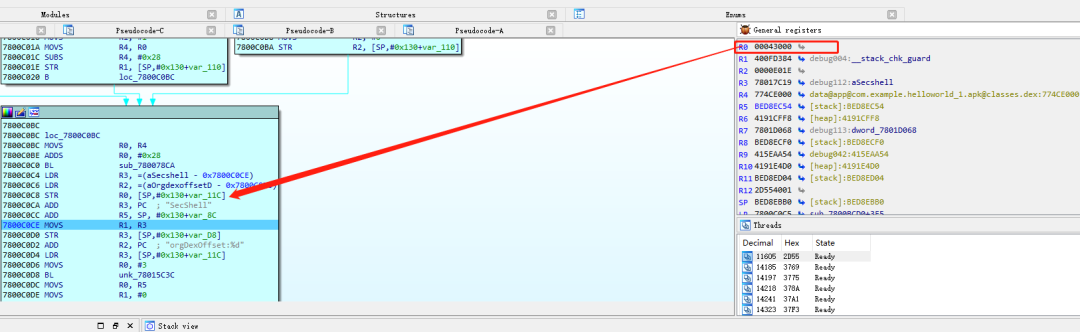 Modules
Structures
Enums
Pseudocode-C
Pseudocode-B
Pseudocode-A
7800C01A MOVS R4, R0
7800C01C SUBS R4, #0x28
7800C01E STR R1, [SP,#0x130+var_110]
7800C020 B loc_7800C0BC
7800C0BA STR R2, [SP,#0x130+var_110]
7800C0BC
7800C0BC loc_7800C0BC
7800C0BC MOVS R0, R4
7800C0BE ADDS R0, #0x28
7800C0C0 BL sub_780078CA
7800C0C4 LDR R3, =(aSecshell - 0x7800C0CE)
7800C0C6 LDR R2, =(aOrgdexoffsetD -
7800C0C8 STR R0, [SP,#0x130+var_11C]
7800C0CA ADD R3, PC ; "SecShell"
7800C0CC ADD R5, SP, #0x130+var_8C
7800C0CE MOVS R1, R3
7800C0D0 STR R3, [SP,#0x130+var_D8]
7800C0D2 ADD R2, PC ; "orgDexOffset:%d"
7800C0D4 LDR R3, [SP,#0x130+var_11C]
7800C0D6 MOVS R0, #3
7800C0D8 BL unk_78015C3C
7800C0DC MOVS R0, R5
7800C0DE MOVS R1, #0
General registers
R0 00043000
R1 400FD384 debug004:__stack_chk_guard
R2 0000E01E
R3 78017C19 debug112:aSecshell
R4 774CE000 data@app@com.example.helloworld_1.apk@classes.dex:774CE000
R5 BED8EC54 [stack]:BED8EC54
R6 4191CFF8 [heap]:4191CFF8
R7 7801D068 debug113:dword_7801D068
R8 BED8ECF0 [stack]:BED8ECF0
R9 415EAA54 debug042:415EAA54
R10 4191E4D0 [heap]:4191E4D0
R11 BED8ED04 [stack]:BED8ED04
R12 2D554001
SP BED8EBB0 [stack]:BED8EBB0
Threads
Decimal Hex State
11605 2D55 Ready
14185 3769 Ready
14197 3775 Ready
14218 378A Ready
14241 37A1 Ready
14323 37F3 Ready
Stack view